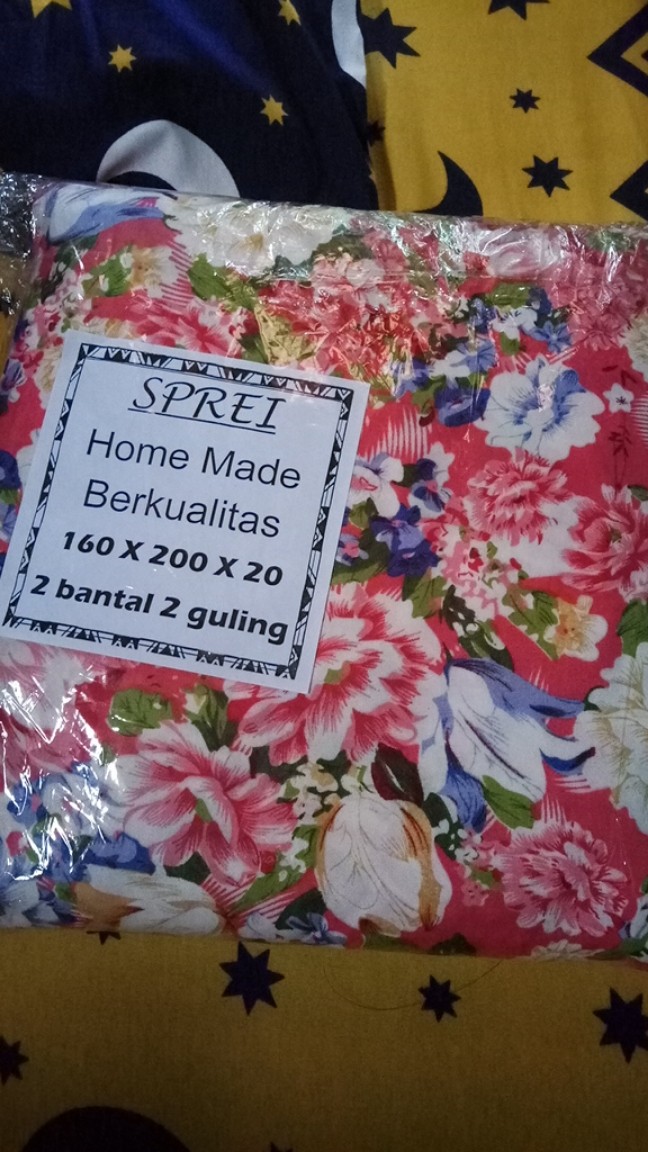 SPREI
Home Made
Berkualitas
160 X 200 X 20
2 bantal 2 guling